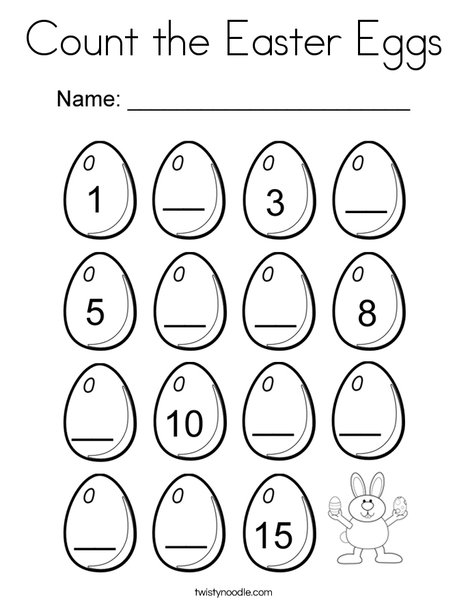 Count the Easter Eggs
Name: ____________________
1 __ 3 __
5 __ __ 8
__ 10 __ __
__ __ 15
twistynoodle.com